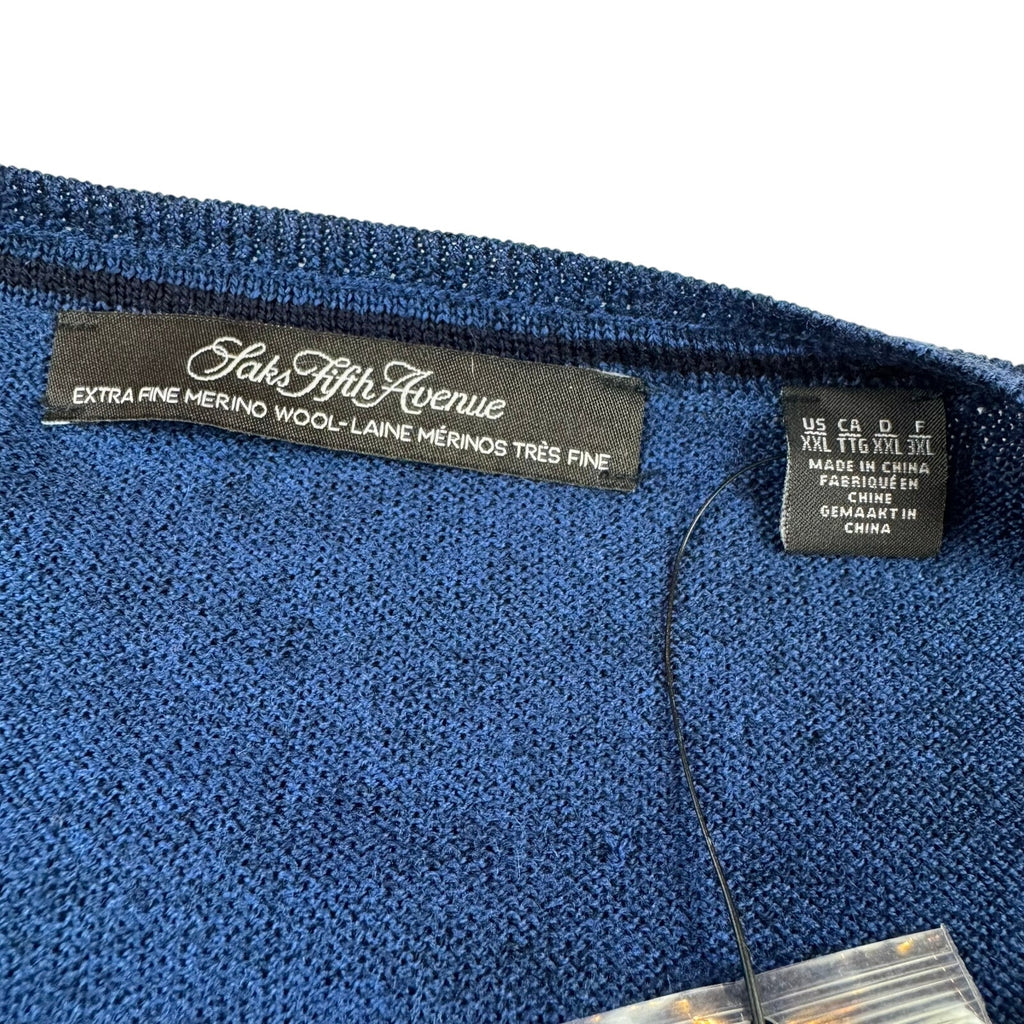 Saks Fifth Avenue
EXTRA FINE MERINO WOOL-LAINE MÉRINOS TRÈS FINE
US CA D F
XXL TTG XXL 3XL
MADE IN CHINA
FABRIQUÉ EN
CHINE
GEMAAKT IN
CHINA